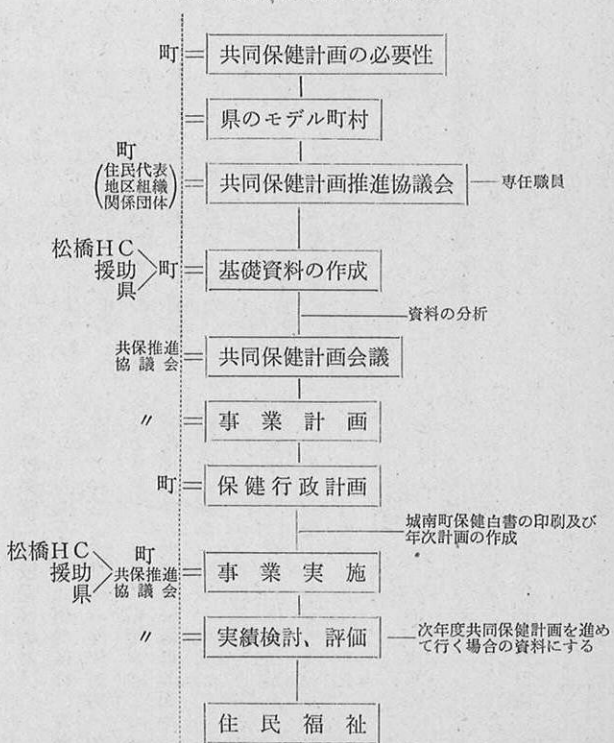 町
共同保健計画の必要性
県のモデル町村
町
(住民代表
地区組織
関係団体)
共同保健計画推進協議会
専任職員
松橋HC
援助
県
町
基礎資料の作成
資料の分析
共保推進
協議会
共同保健計画会議
〃
事業計画
町
保健行政計画
城南町保健白書の印刷及び
年次計画の作成
松橋HC
援助
県
町
共保推進
協議会
事業実施
〃
実績検討、評価
次年度共同保健計画を進め
て行く場合の資料にする
住民福祉